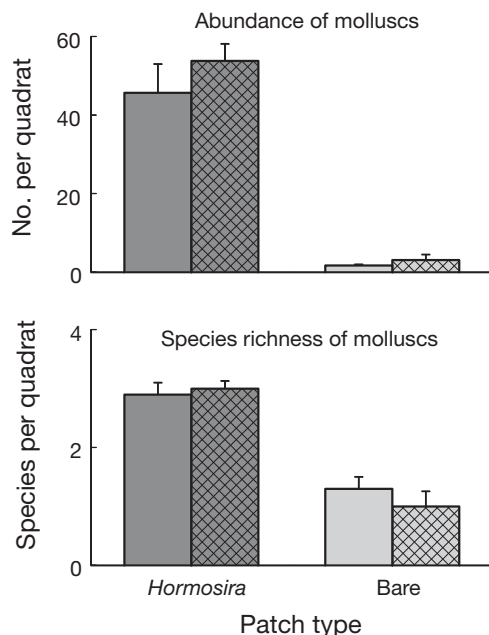 Abundance of molluscs
No. per quadrat
60
40
20
0
Species richness of molluscs
Species per quadrat
4
2
0
Hormosira
Bare
Patch type